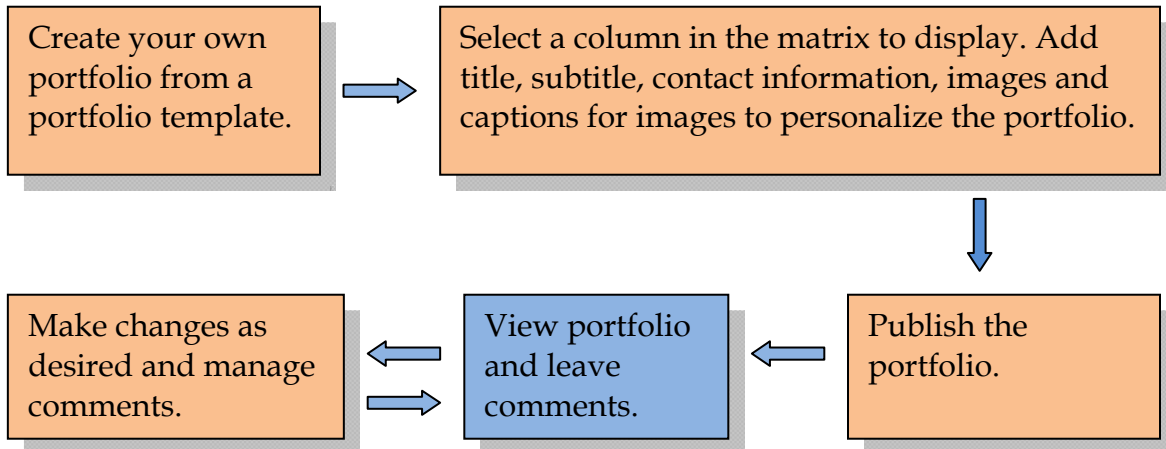 Create your own
portfolio from a
portfolio template.
Select a column in the matrix to display. Add
title, subtitle, contact information, images and
captions for images to personalize the portfolio.
Publish the
portfolio.
View portfolio
and leave
comments.
Make changes as
desired and manage
comments.